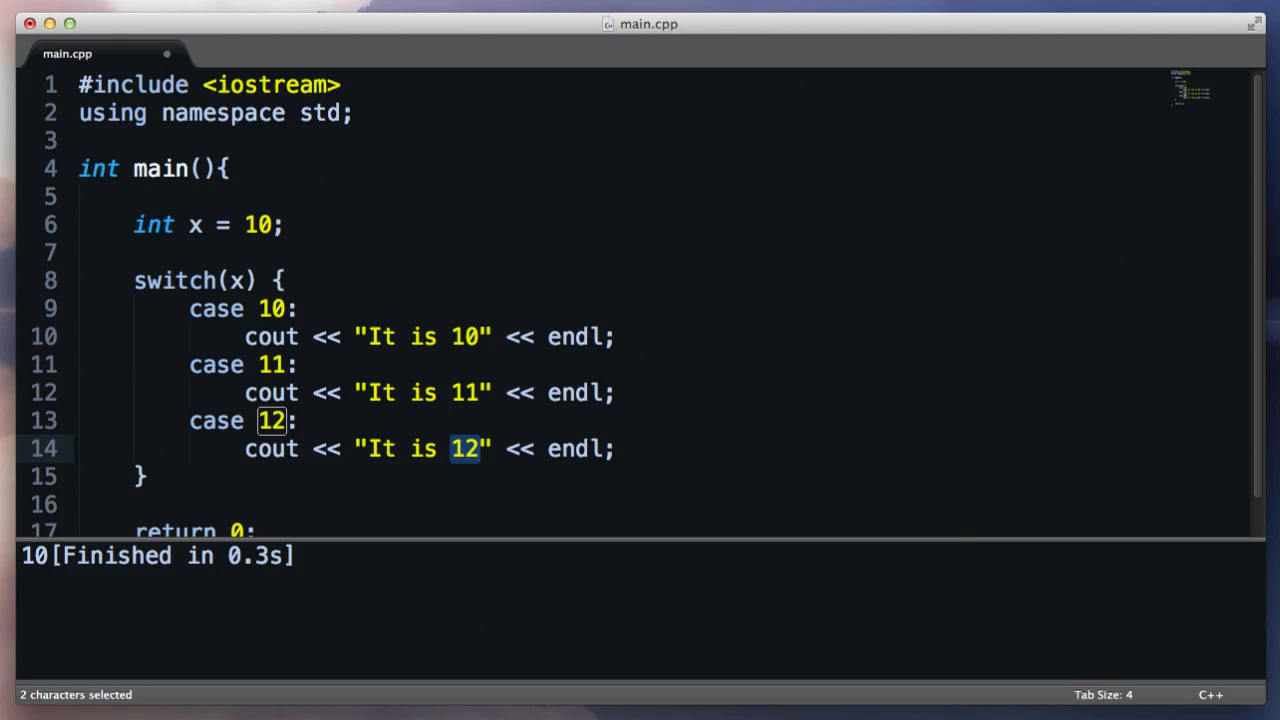 main.cpp
main.cpp
1 #include <iostream>
2 using namespace std;
3
4 int main(){
5
6 int x = 10;
7
8 switch(x) {
9 case 10:
10 cout << "It is 10" << endl;
11 case 11:
12 cout << "It is 11" << endl;
13 case 12:
14 cout << "It is 12" << endl;
15 }
16
17 return 0;
10[Finished in 0.3s]
2 characters selected Tab Size: 4 C++